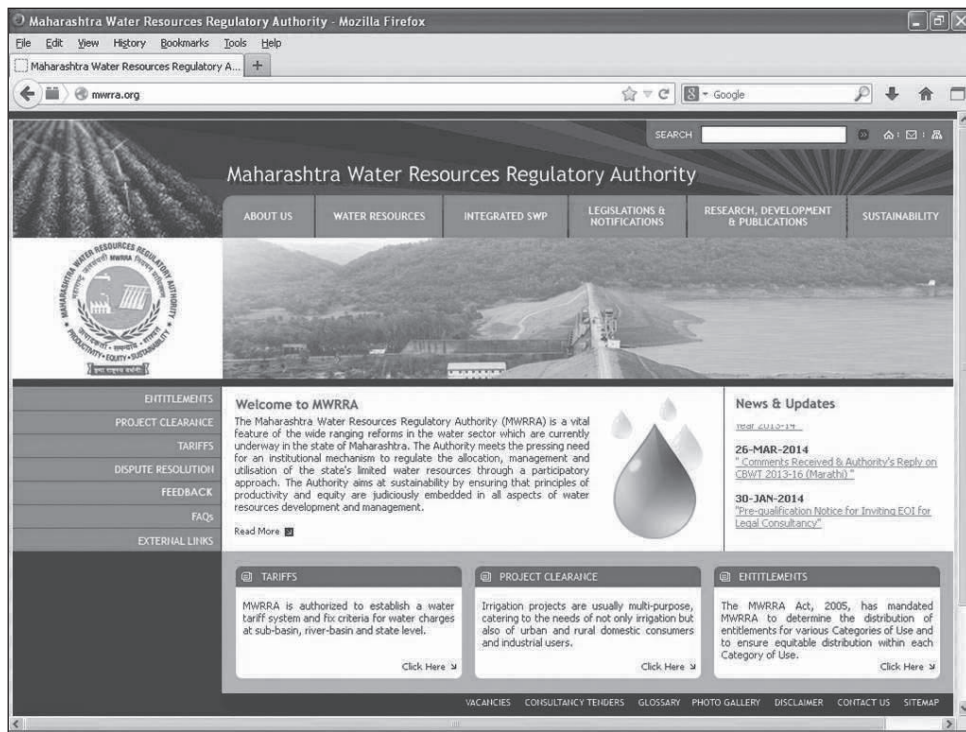 Maharashtra Water Resources Regulatory Authority - Mozilla Firefox
File Edit View History Bookmarks Tools Help
Maharashtra Water Resources Regulatory A...
mwrra.org
Google
SEARCH
Maharashtra Water Resources Regulatory Authority
ABOUT US
WATER RESOURCES
INTEGRATED SWP
LEGISLATIONS &
NOTIFICATIONS
RESEARCH, DEVELOPMENT
& PUBLICATIONS
SUSTAINABILITY
MAHARASHTRA WATER RESOURCES REGULATORY AUTHORITY
MWRRA
PRODUCTIVITY • EQUITY • SUSTAINABILITY
ENTITLEMENTS
PROJECT CLEARANCE
TARIFFS
DISPUTE RESOLUTION
FEEDBACK
FAQs
EXTERNAL LINKS
Welcome to MWRRA
The Maharashtra Water Resources Regulatory Authority (MWRRA) is a vital
feature of the wide ranging reforms in the water sector which are currently
underway in the state of Maharashtra. The Authority meets the pressing need
for an institutional mechanism to regulate the allocation, management and
utilisation of the state's limited water resources through a participatory
approach. The Authority aims at sustainability by ensuring that principles of
productivity and equity are judiciously embedded in all aspects of water
resources development and management.
Read More
News & Updates
Year 2013-14 "
26-MAR-2014
" Comments Received & Authority's Reply on
CBWT 2013-16 (Marathi) "
30-JAN-2014
"Pre-qualification Notice for Inviting EOI for
Legal Consultancy"
TARIFFS
MWRRA is authorized to establish a water
tariff system and fix criteria for water charges
at sub-basin, river-basin and state level.
Click Here
PROJECT CLEARANCE
Irrigation projects are usually multi-purpose,
catering to the needs of not only irrigation but
also of urban and rural domestic consumers
and industrial users.
Click Here
ENTITLEMENTS
The MWRRA Act, 2005, has mandated
MWRRA to determine the distribution of
entitlements for various Categories of Use and
to ensure equitable distribution within each
Category of Use.
Click Here
VACANCIES CONSULTANCY TENDERS GLOSSARY PHOTO GALLERY DISCLAIMER CONTACT US SITEMAP